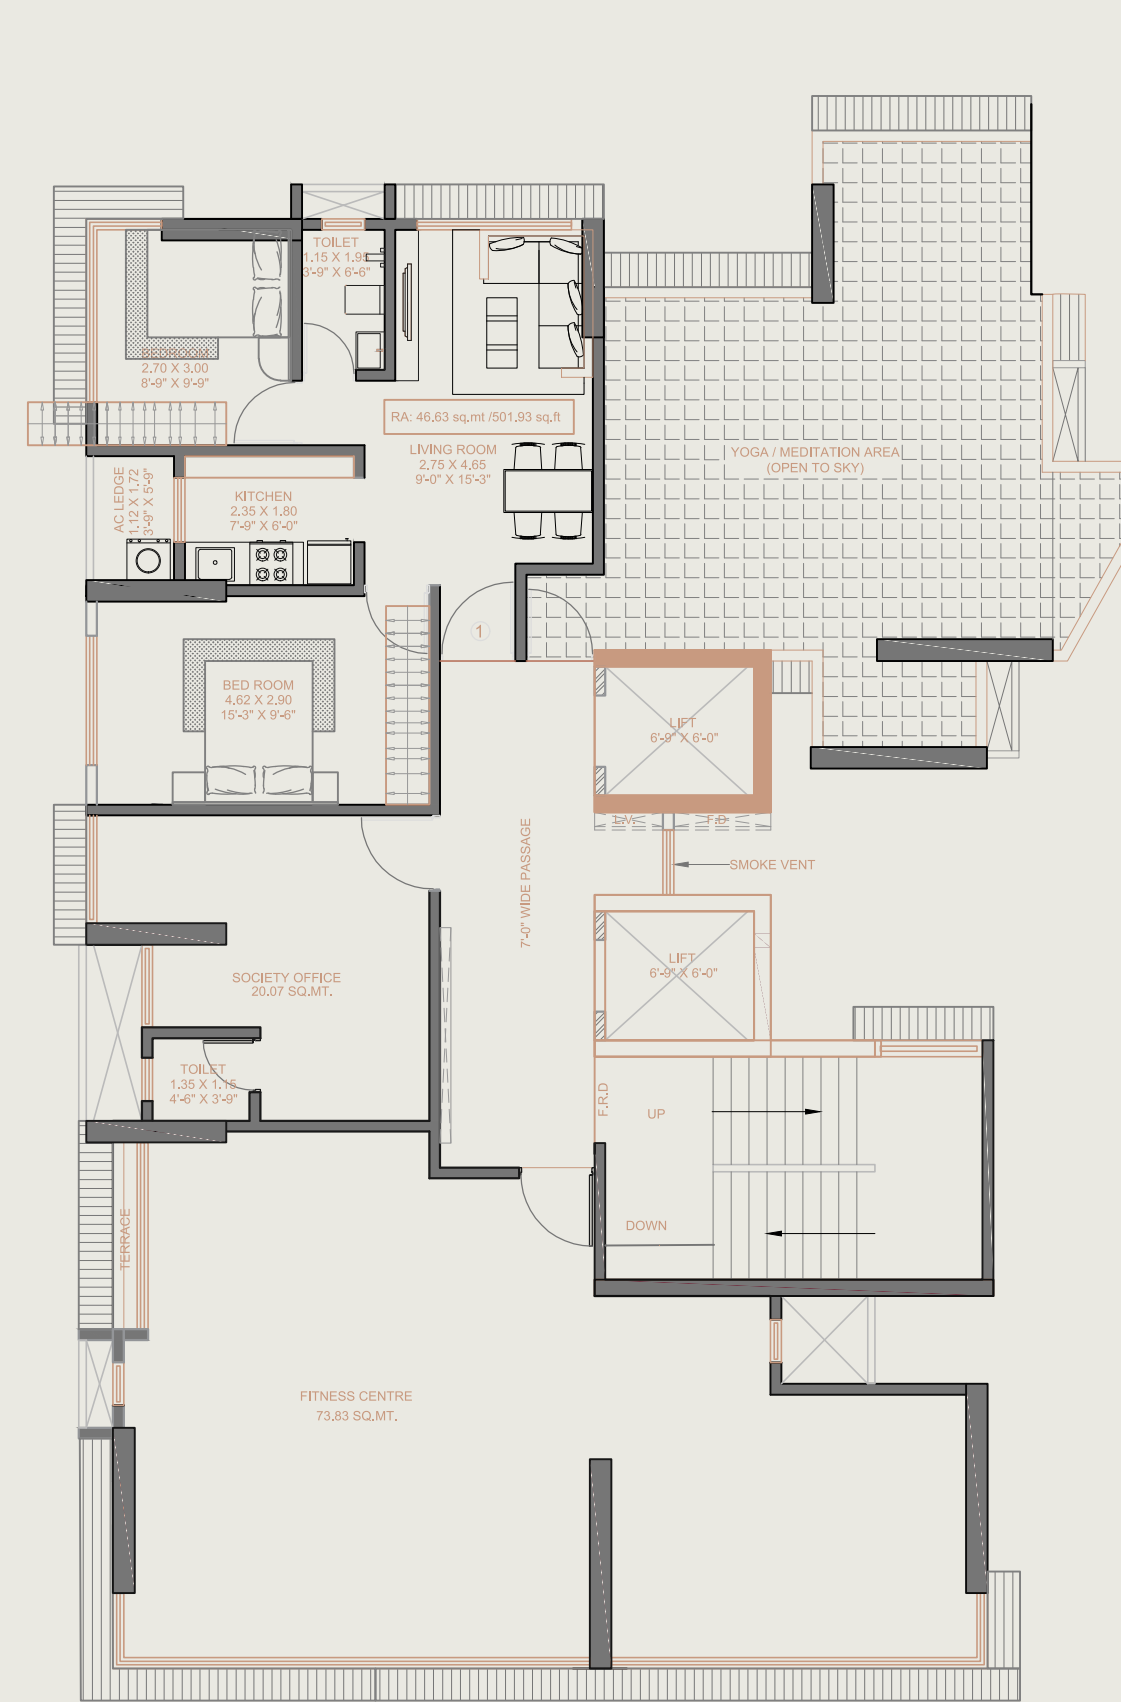 TOILET
1.15 X 1.95
3'-9" X 6'-6"
BEDROOM
2.70 X 3.00
8'-9" X 9'-9"
RA: 46.63 sq.mt /501.93 sq.ft
LIVING ROOM
2.75 X 4.65
9'-0" X 15'-3"
YOGA / MEDITATION AREA
(OPEN TO SKY)
AC LEDGE
1.12 X 1.72
3'-9" X 5'-9"
KITCHEN
2.35 X 1.80
7'-9" X 6'-0"
1
BED ROOM
4.62 X 2.90
15'-3" X 9'-6"
LIFT
6'-9" X 6'-0"
L.V.
F.D
7'-0" WIDE PASSAGE
SMOKE VENT
LIFT
6'-9" X 6'-0"
SOCIETY OFFICE
20.07 SQ.MT.
TOILET
1.35 X 1.15
4'-6" X 3'-9"
F.R.D
UP
DOWN
TERRACE
FITNESS CENTRE
73.83 SQ.MT.